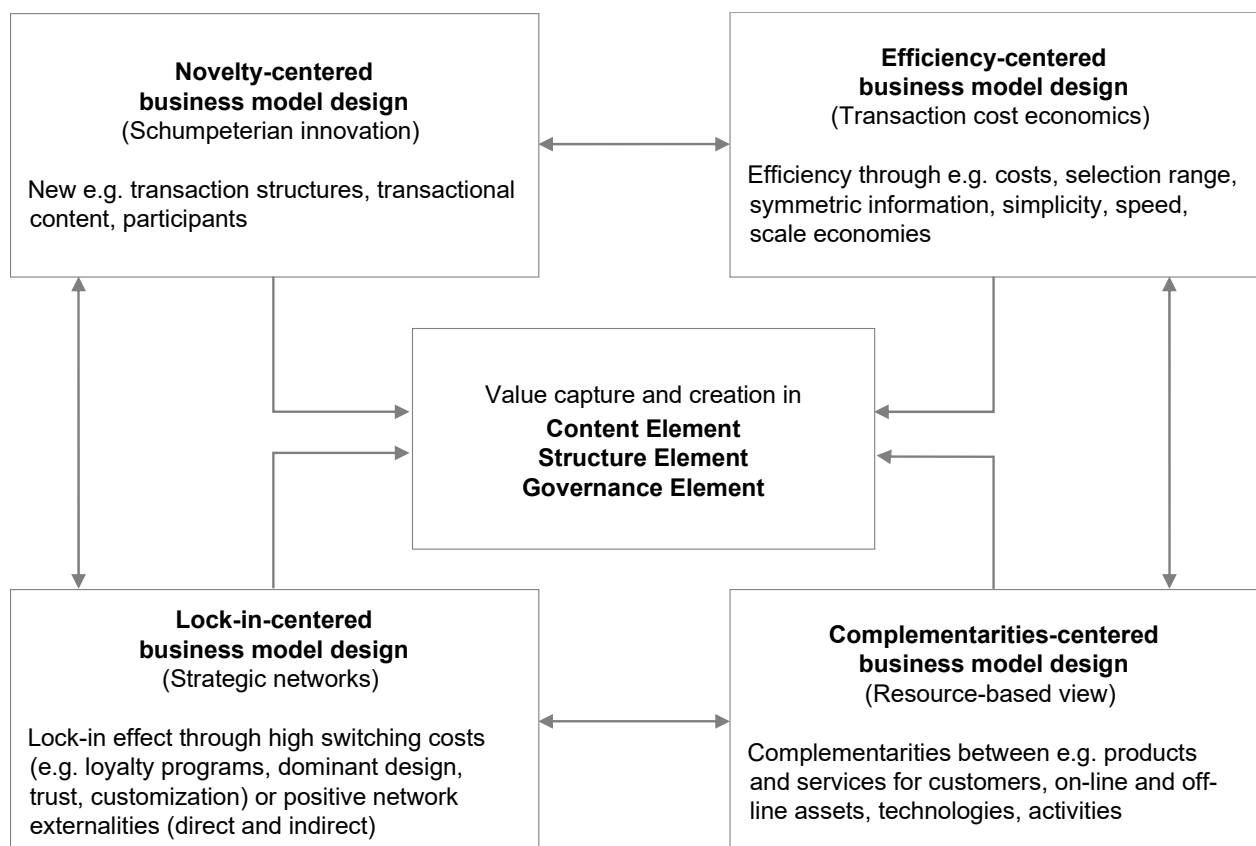 Novelty-centered
business model design
(Schumpeterian innovation)
New e.g. transaction structures, transactional
content, participants
Efficiency-centered
business model design
(Transaction cost economics)
Efficiency through e.g. costs, selection range,
symmetric information, simplicity, speed,
scale economies
Value capture and creation in
Content Element
Structure Element
Governance Element
Lock-in-centered
business model design
(Strategic networks)
Lock-in effect through high switching costs
(e.g. loyalty programs, dominant design,
trust, customization) or positive network
externalities (direct and indirect)
Complementarities-centered
business model design
(Resource-based view)
Complementarities between e.g. products
and services for customers, on-line and off-
line assets, technologies, activities